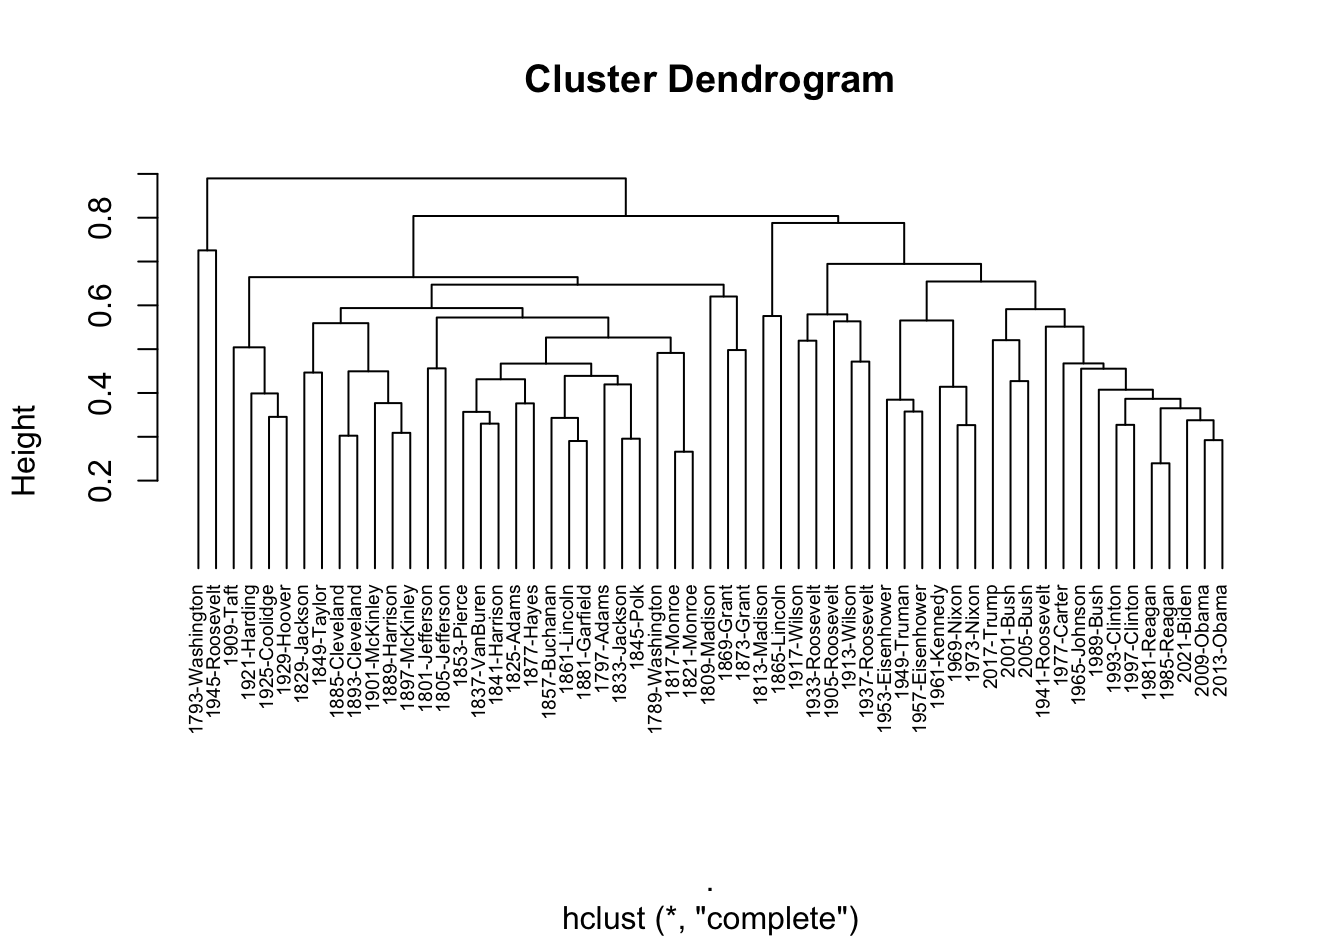 Cluster Dendrogram
Height
0.2
0.4
0.6
0.8
1793-Washington
1945-Roosevelt
1909-Taft
1921-Harding
1925-Coolidge
1929-Hoover
1829-Jackson
1849-Taylor
1885-Cleveland
1893-Cleveland
1901-McKinley
1889-Harrison
1897-McKinley
1801-Jefferson
1805-Jefferson
1853-Pierce
1837-VanBuren
1841-Harrison
1825-Adams
1877-Hayes
1857-Buchanan
1861-Lincoln
1881-Garfield
1797-Adams
1833-Jackson
1845-Polk
1789-Washington
1817-Monroe
1821-Monroe
1809-Madison
1869-Grant
1873-Grant
1813-Madison
1865-Lincoln
1917-Wilson
1933-Roosevelt
1905-Roosevelt
1913-Wilson
1937-Roosevelt
1953-Eisenhower
1949-Truman
1957-Eisenhower
1961-Kennedy
1969-Nixon
1973-Nixon
2017-Trump
2001-Bush
2005-Bush
1941-Roosevelt
1977-Carter
1965-Johnson
1989-Bush
1993-Clinton
1997-Clinton
1981-Reagan
1985-Reagan
2021-Biden
2009-Obama
2013-Obama
.
hclust (*, "complete")